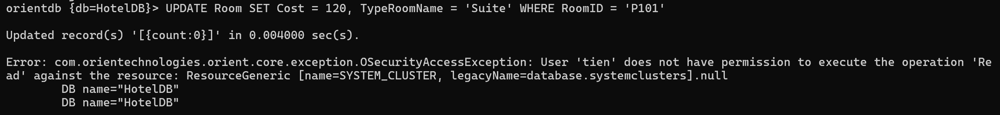 orientdb {db=HotelDB}> UPDATE Room SET Cost = 120, TypeRoomName = 'Suite' WHERE RoomID = 'P101'
Updated record(s) '[{count:0}]' in 0.004000 sec(s).
Error: com.orientechnologies.orient.core.exception.OSecurityAccessException: User 'tien' does not have permission to execute the operation 'Re
ad' against the resource: ResourceGeneric [name=SYSTEM_CLUSTER, legacyName=database.systemclusters].null
        DB name="HotelDB"
        DB name="HotelDB"